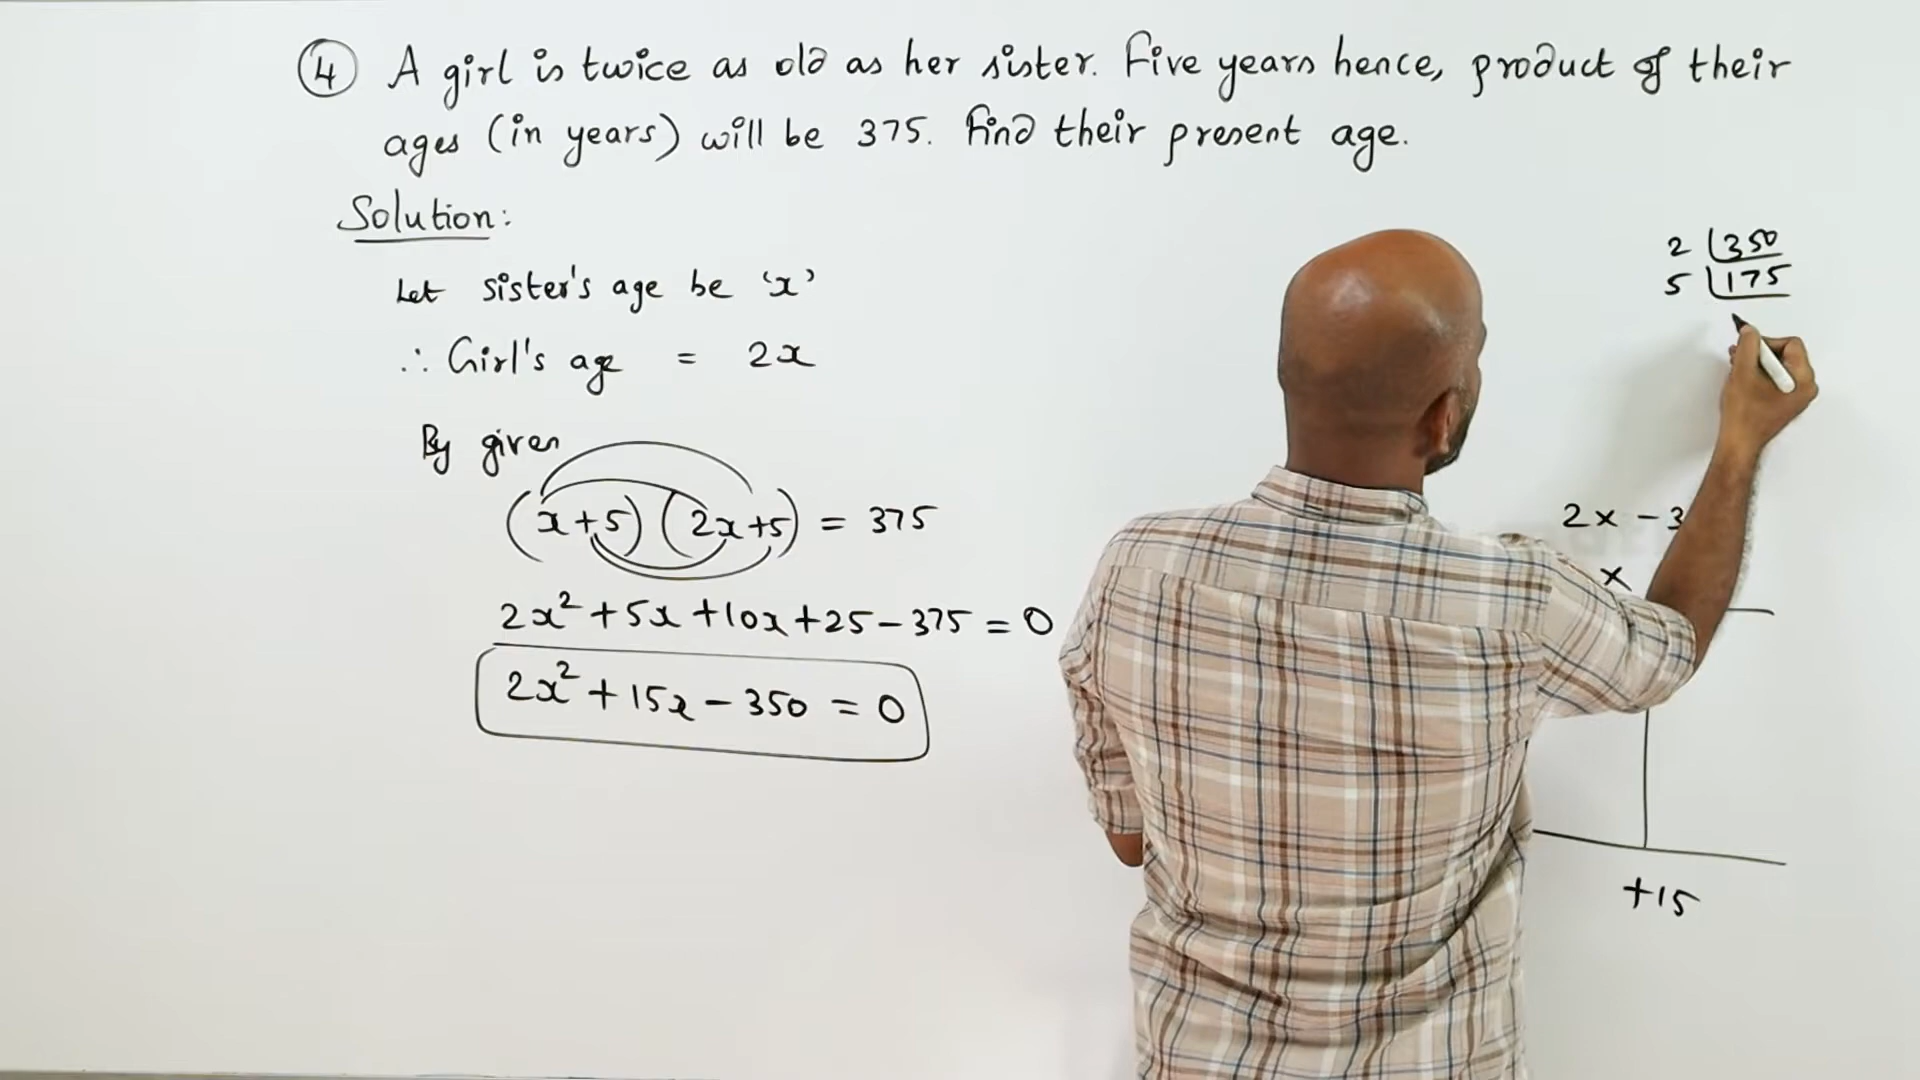 4 A girl is twice as old as her sister. Five years hence, product of their
ages (in years) will be 375. Find their present age.
Solution:
Let sister's age be 'x'
∴ Girl's age = 2x
By given
(x+5)(2x+5) = 375
2x² + 5x + 10x + 25 - 375 = 0
2x² + 15x - 350 = 0
2 350
5 175
2x - 3
x
+15